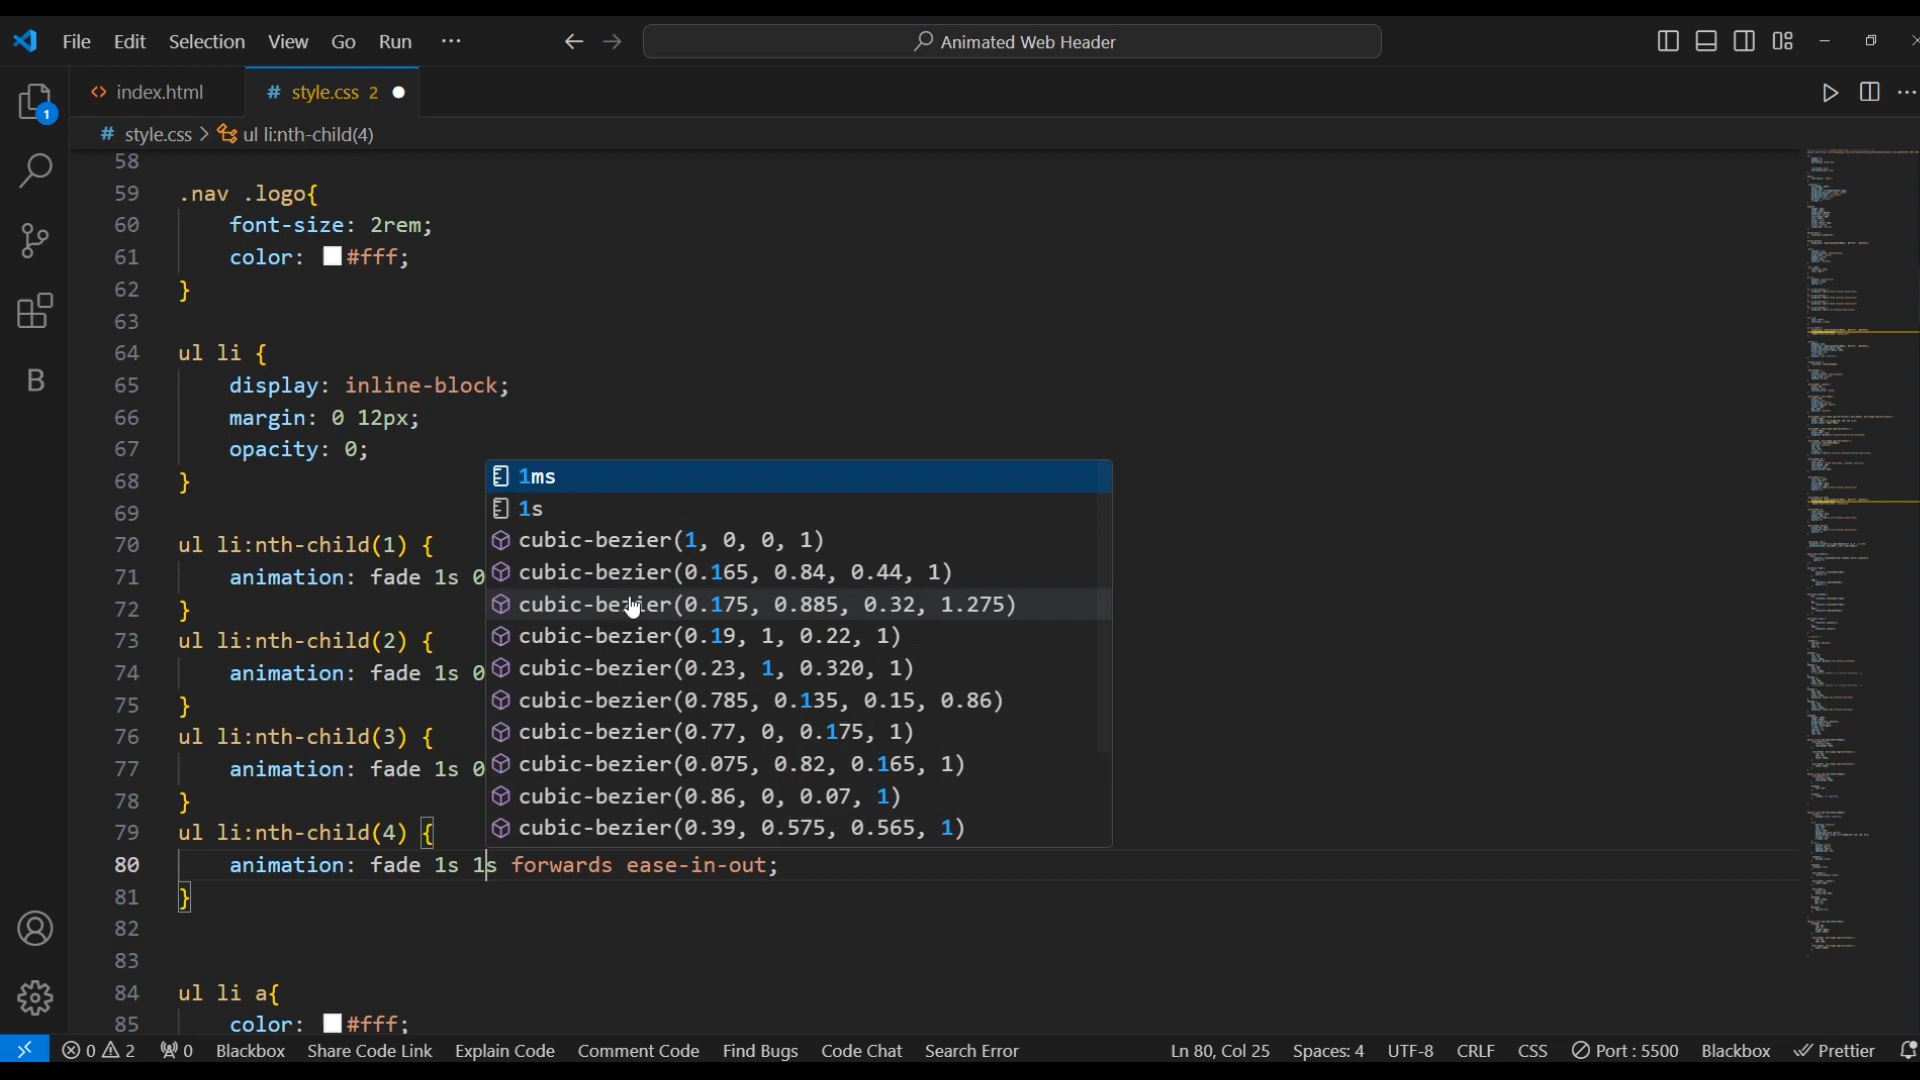 File Edit Selection View Go Run ···
Animated Web Header
index.html
# style.css 2
# style.css > ul li:nth-child(4)
58
59 .nav .logo{
60 font-size: 2rem;
61 color: #fff;
62 }
63
64 ul li {
65 display: inline-block;
66 margin: 0 12px;
67 opacity: 0;
68 }
69
70 ul li:nth-child(1) {
71 animation: fade 1s 0
72 }
73 ul li:nth-child(2) {
74 animation: fade 1s 0
75 }
76 ul li:nth-child(3) {
77 animation: fade 1s 0
78 }
79 ul li:nth-child(4) {
80 animation: fade 1s 1s forwards ease-in-out;
81 }
82
83
84 ul li a{
85 color: #fff;
1ms
1s
cubic-bezier(1, 0, 0, 1)
cubic-bezier(0.165, 0.84, 0.44, 1)
cubic-bezier(0.175, 0.885, 0.32, 1.275)
cubic-bezier(0.19, 1, 0.22, 1)
cubic-bezier(0.23, 1, 0.320, 1)
cubic-bezier(0.785, 0.135, 0.15, 0.86)
cubic-bezier(0.77, 0, 0.175, 1)
cubic-bezier(0.075, 0.82, 0.165, 1)
cubic-bezier(0.86, 0, 0.07, 1)
cubic-bezier(0.39, 0.575, 0.565, 1)
1
B
0 2 0 Blackbox Share Code Link Explain Code Comment Code Find Bugs Code Chat Search Error Ln 80, Col 25 Spaces: 4 UTF-8 CRLF CSS Port : 5500 Blackbox Prettier